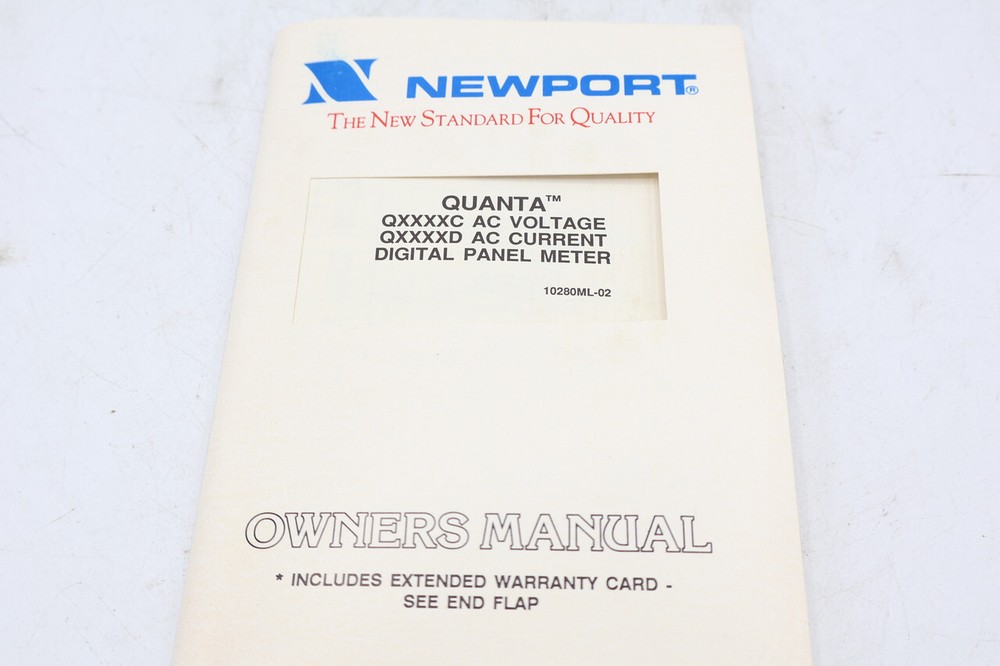 NEWPORT®
THE NEW STANDARD FOR QUALITY
QUANTA™
QXXXXC AC VOLTAGE
QXXXXD AC CURRENT
DIGITAL PANEL METER
10280ML-02
OWNERS MANUAL
* INCLUDES EXTENDED WARRANTY CARD -
SEE END FLAP